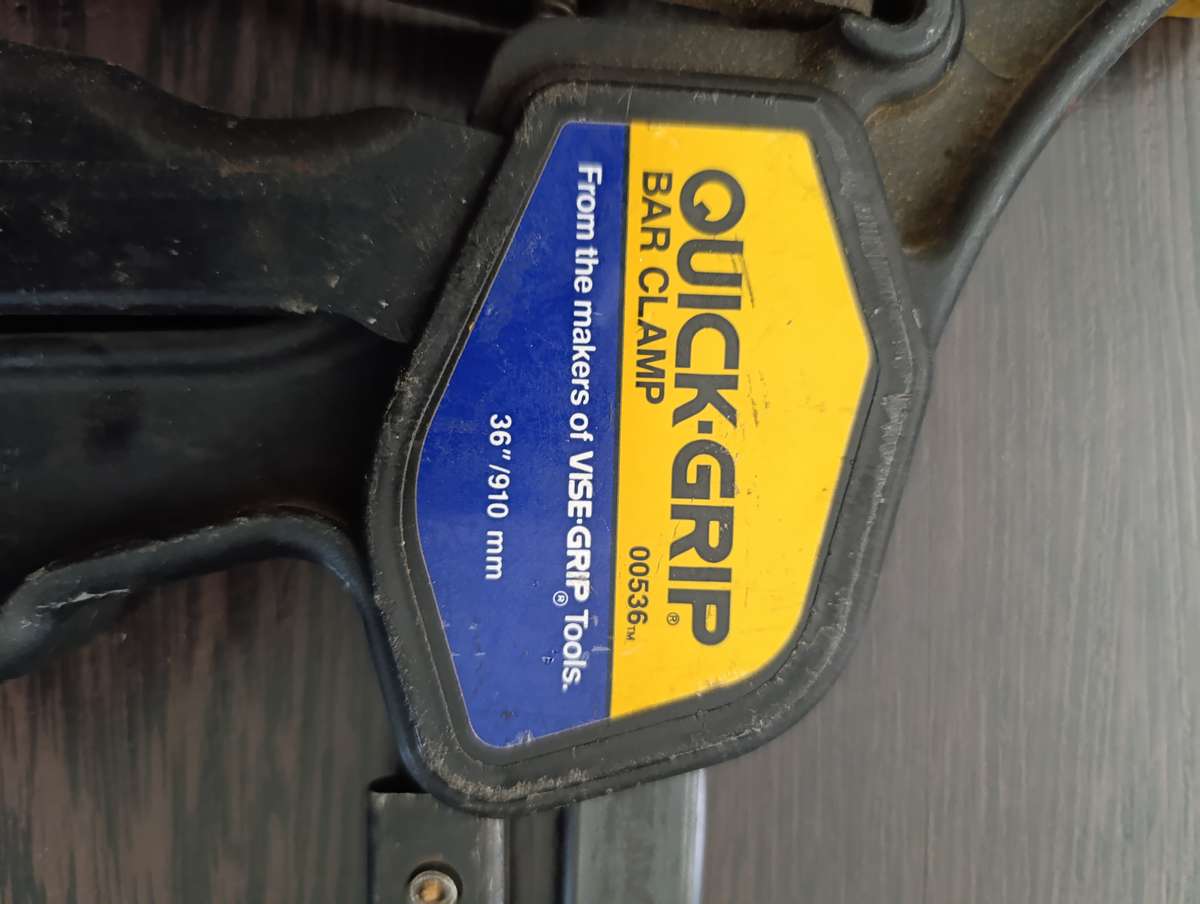 QUICK·GRIP®
BAR CLAMP 00536™
From the makers of VISE·GRIP® Tools.
36"/910 mm